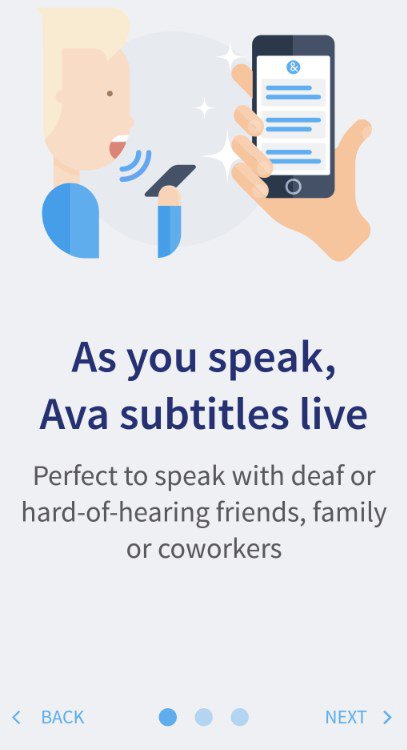 &
As you speak,
Ava subtitles live
Perfect to speak with deaf or
hard-of-hearing friends, family
or coworkers
BACK
NEXT